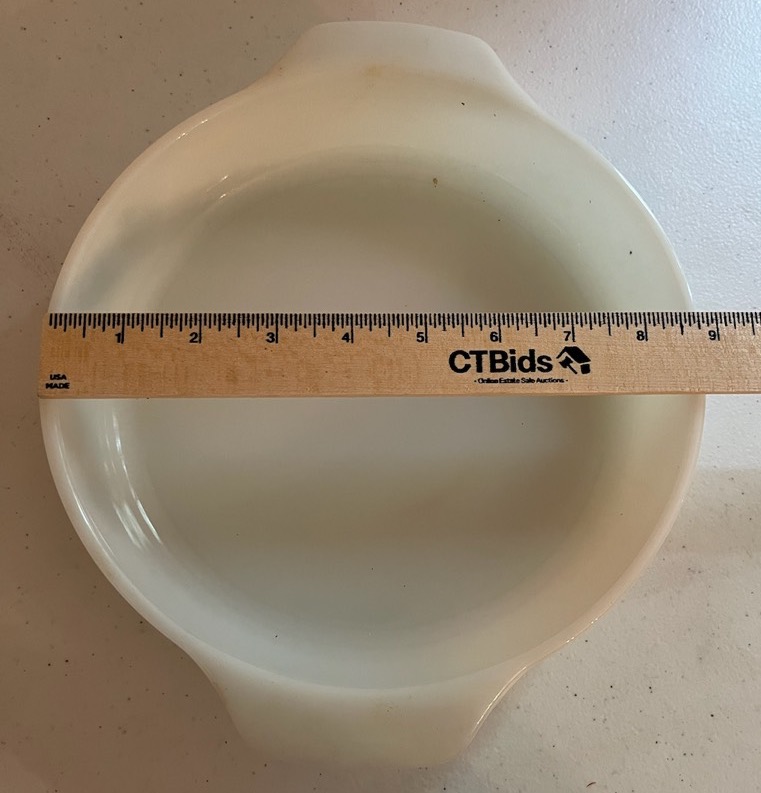 1 2 3 4 5 6 7 8 9
CTBids
- Online Estate Sale Auctions -
USA
MADE